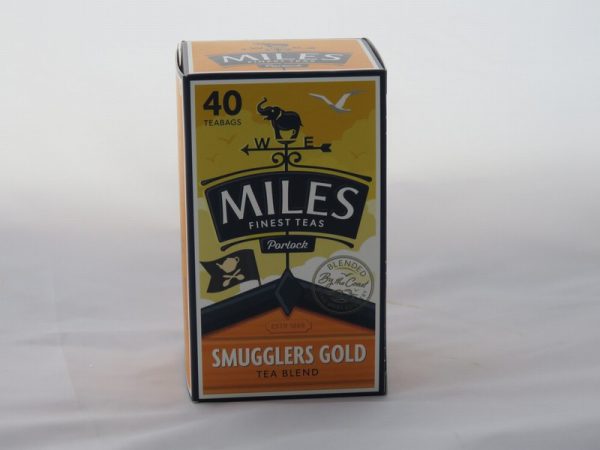 MILES
40
TEABAGS
W E
MILES
FINEST TEAS
Porlock
BLENDED
By the Coast
SMUGGLERS GOLD
TEA BLEND